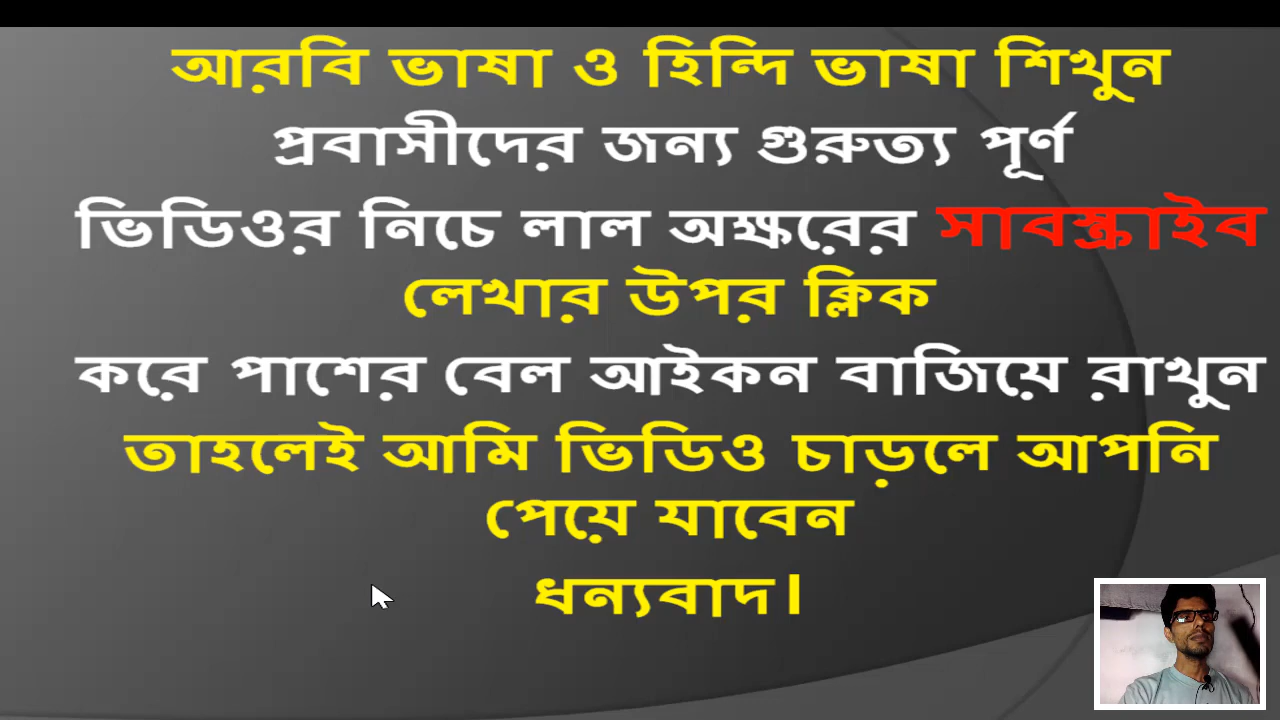 আরবি ভাষা ও হিন্দি ভাষা শিখুন
প্রবাসীদের জন্য গুরুত্য পূর্ণ
ভিডিওর নিচে লাল অক্ষরের সাবস্ক্রাইব
লেখার উপর ক্লিক
করে পাশের বেল আইকন বাজিয়ে রাখুন
তাহলেই আমি ভিডিও চাড়লে আপনি
পেয়ে যাবেন
ধন্যবাদ।